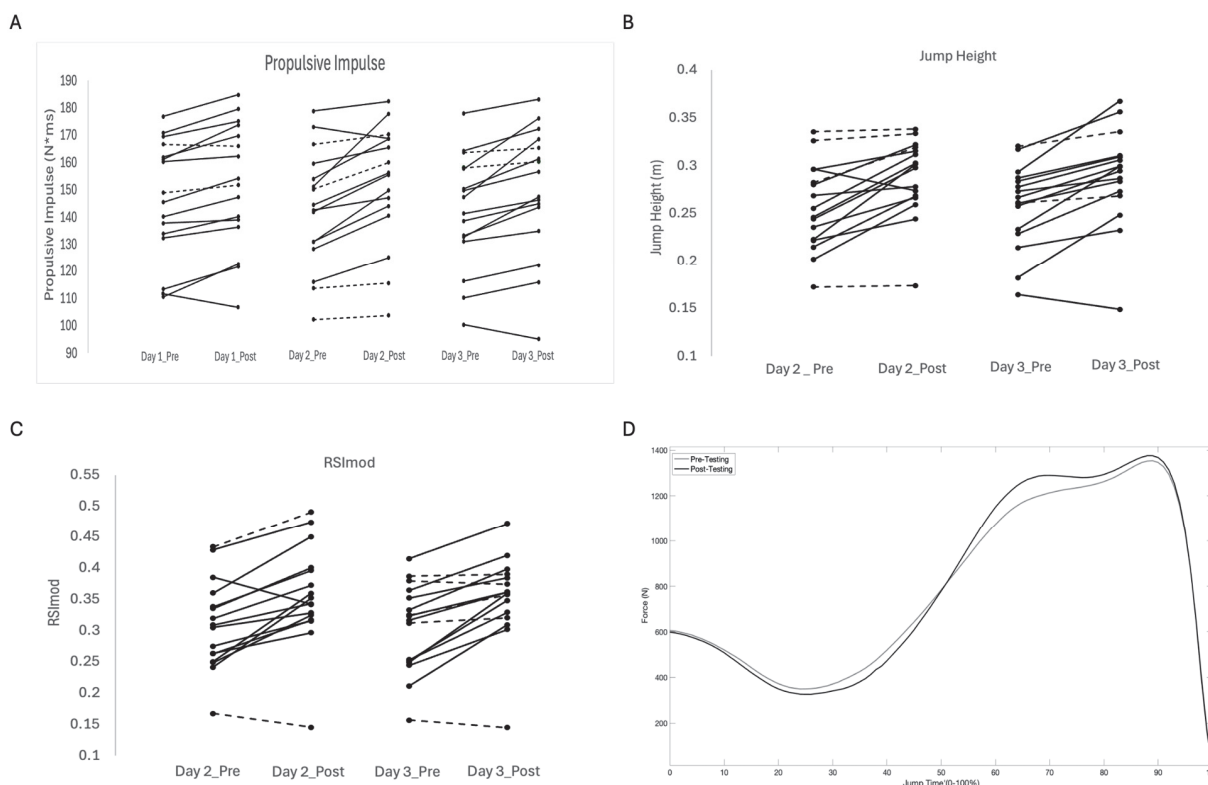 A
Propulsive Impulse
Propulsive Impulse (N*ms)
190
180
170
160
150
140
130
120
110
100
90
Day 1_Pre
Day 1_Post
Day 2_Pre
Day 2_Post
Day 3_Pre
Day 3_Post
B
Jump Height
Jump Height (m)
0.4
0.35
0.3
0.25
0.2
0.15
0.1
Day 2 _ Pre
Day 2_Post
Day 3_Pre
Day 3_Post
C
RSImod
RSImod
0.55
0.5
0.45
0.4
0.35
0.3
0.25
0.2
0.15
0.1
Day 2_Pre
Day 2_Post
Day 3_Pre
Day 3_Post
D
Pre-Testing
Post-Testing
Force (N)
1400
1200
1000
800
600
400
200
0
10
20
30
40
50
60
70
80
90
Jump Time'(0-100%)